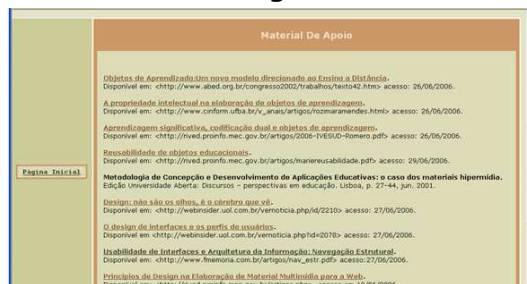 Material De Apoio
Objetos de Aprendizado:Um novo modelo direcionado ao Ensino a Distância.
Disponível em: <http://www.abed.org.br/congresso2002/trabalhos/texto42.htm> acesso: 26/06/2006.
A propriedade intelectual na elaboração de objetos de aprendizagem.
Disponível em: <http://www.cinform.ufba.br/v_anais/artigos/rozimaramendes.html> acesso: 26/06/2006.
Aprendizagem significativa, codificação dual e objetos de aprendizagem.
Disponível em: <http://rived.proinfo.mec.gov.br/artigos/2006-IVESUD-Romero.pdf> acesso: 26/06/2006.
Reusabilidade de objetos educacionais.
Disponível em: <http://rived.proinfo.mec.gov.br/artigos/mariereusabilidade.pdf> acesso: 29/06/2006.
Página Inicial
Metodologia de Concepção e Desenvolvimento de Aplicações Educativas: o caso dos materiais hipermídia.
Edição Universidade Aberta: Discursos - perspectivas em educação. Lisboa, p. 27-44, jun. 2001.
Design: não são os olhos, é o cérebro que vê.
Disponível em: <http://webinsider.uol.com.br/vernoticia.php/id/2210> acesso: 27/06/2006.
O design de interfaces e os perfis de usuários.
Disponível em: <http://webinsider.uol.com.br/vernoticia.php?id=2078> acesso: 27/06/2006.
Usabilidade de Interfaces e Arquitetura da Informação: Navegação Estrutural.
Disponível em: <http://www.fmemoria.com.br/artigos/nav_estr.pdf> acesso:27/06/2006.
Princípios de Design na Elaboração de Material Multimídia para a Web.